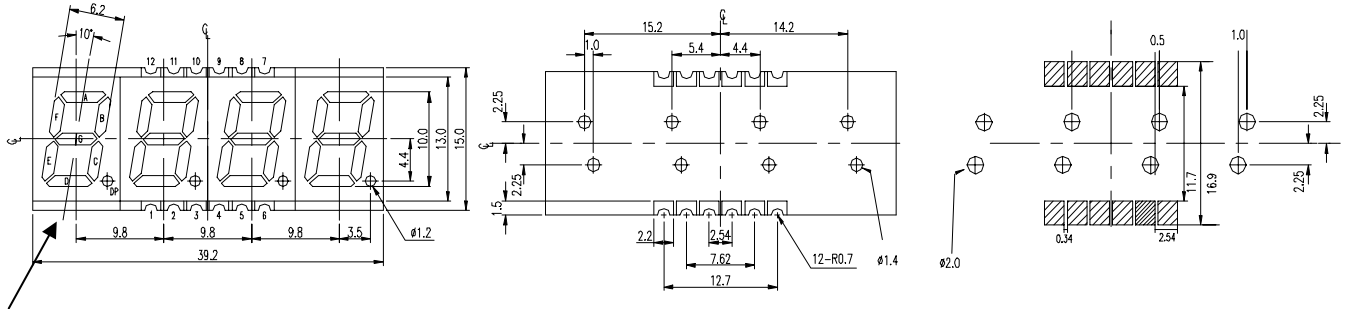 6.2
10°
℄
12 11 10 9 8 7
A
F B
G
E C
D
DP
℄
1 2 3 4 5 6
4.4
10.0
13.0
15.0
9.8 9.8 9.8 3.5
ø1.2
39.2
℄
15.2 14.2
1.0
5.4 4.4
2.25
℄
2.25
1.5
2.2 2.54
7.62
12.7
12-R0.7
ø1.4
0.5
1.0
2.25
2.25
11.7
16.9
0.34
2.54
ø2.0